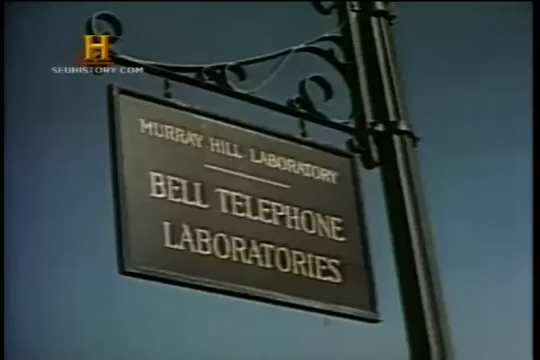 H
SEUHISTORY.COM
MURRAY HILL LABORATORY
BELL TELEPHONE
LABORATORIES